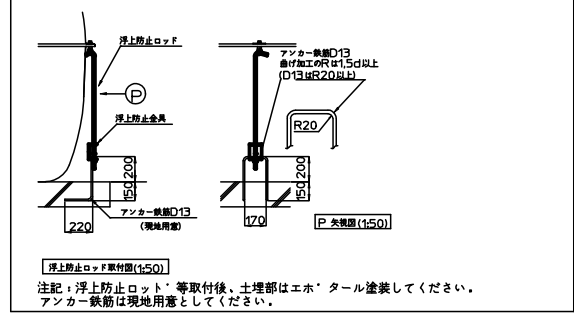 浮上防止ロッド
P
浮上防止金具
200
150
アンカー鉄筋D13
(現地用意)
220
浮上防止ロッド取付図(1:50)
アンカー鉄筋D13
曲げ加工のRは1,5d以上
(D13はR20以上)
R20
200
150
170
P 矢視図(1:50)
注記:浮上防止ロッド等取付後、土埋部はエポタール塗装してください.
アンカー鉄筋は現地用意としてください.